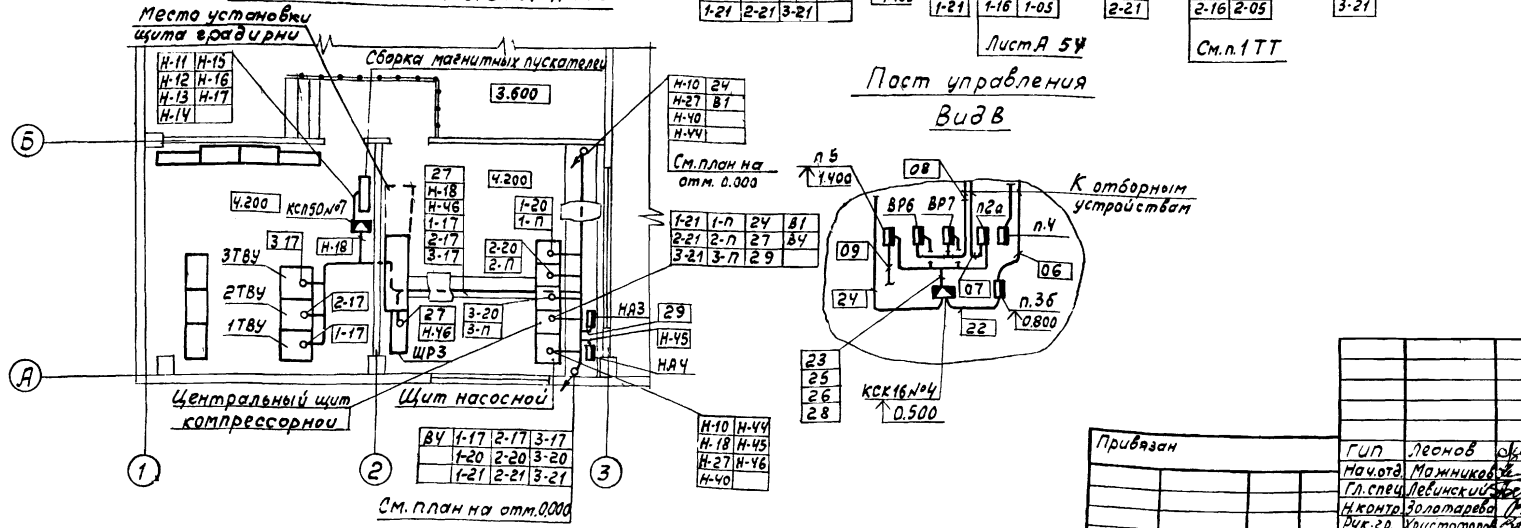 1-21 2-21 3-21
1-21
1-16 1-05
2-21
2-16 2-05
3-21
Лист А 54
См.п.1 ТТ
Место установки
щита градирни
Н-11 Н-15
Н-12 Н-16
Н-13 Н-17
Н-14
Сборка магнитных пускателей
3.600
Н-10 24
Н-27 В1
Н-40
Н-44
См.план на
отм. 0.000
Пост управления
Вид В
Б
4.200
КСП50№7
27
Н-18
Н-46
1-17
2-17
3-17
4.200
1-20
1-П
2-20
2-П
3-17
Н-18
3ТВУ
2ТВУ
2-17
1ТВУ
1-17
27
Н-46
ЩР3
3-20
3-П
1-21 1-П 24 В1
2-21 2-П 27 В4
3-21 3-П 29
НА3
29
Н-45
НА4
А
Центральный щит
компрессорной
Щит насосной
В4 1-17 2-17 3-17
1-20 2-20 3-20
1-21 2-21 3-21
Н-10 Н-44
Н-18 Н-45
Н-27 Н-46
Н-40
1
2
3
См. план на отм.0.000
п 5
1.400
08
К отборным
устройствам
ВР6
ВР7
п2а
п.4
09
06
24
07
п.3б
0.800
22
23
25
26
28
КСК16№4
0.500
Привязан
ГИП Леонов
Нач.отд. Мажников
Гл.спец Левинский
Н.контр Золотарева
Рук.гр.